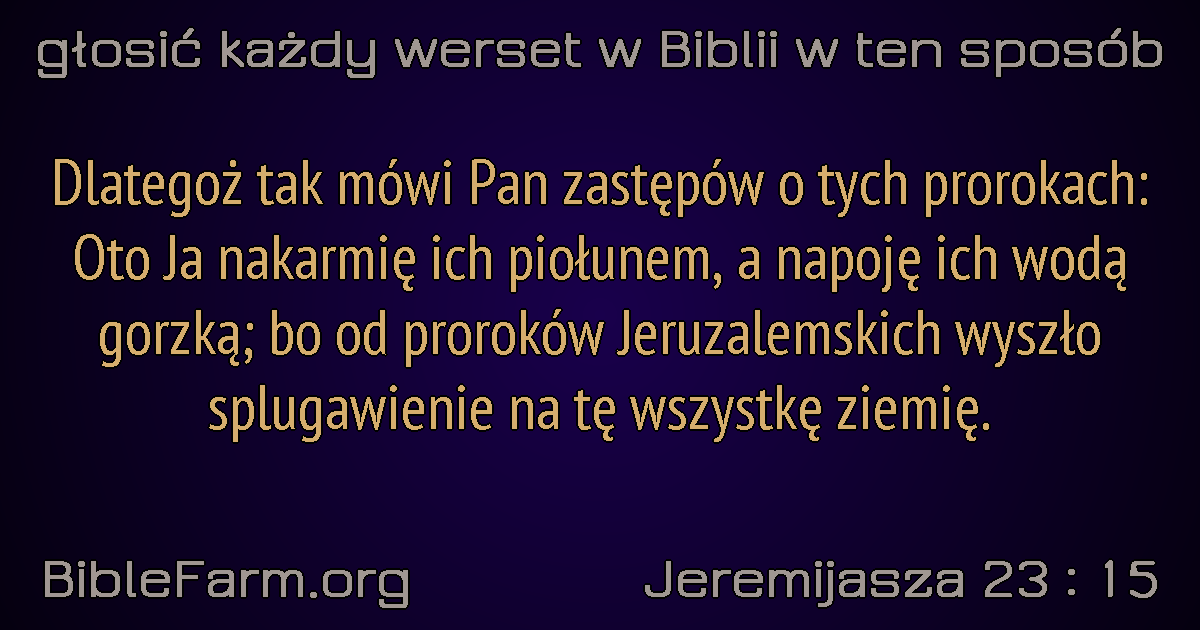 głosić każdy werset w Biblii w ten sposób
Dlategoż tak mówi Pan zastępów o tych prorokach:
Oto Ja nakarmię ich piołunem, a napoję ich wodą
gorzką; bo od proroków Jeruzalemskich wyszło
splugawienie na tę wszystkę ziemię.
BibleFarm.org
Jeremijasza 23 : 15